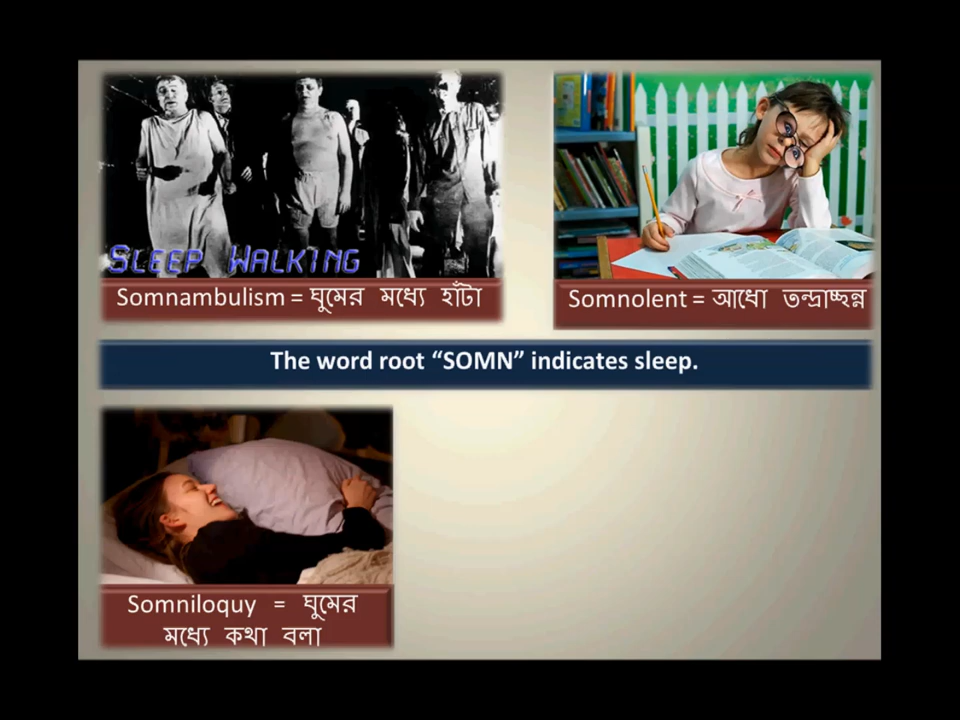 SLEEP WALKING
Somnambulism = ঘুমের মধ্যে হাঁটা
Somnolent = আধো তন্দ্রাচ্ছন্ন
The word root “SOMN” indicates sleep.
Somniloquy = ঘুমের
মধ্যে কথা বলা